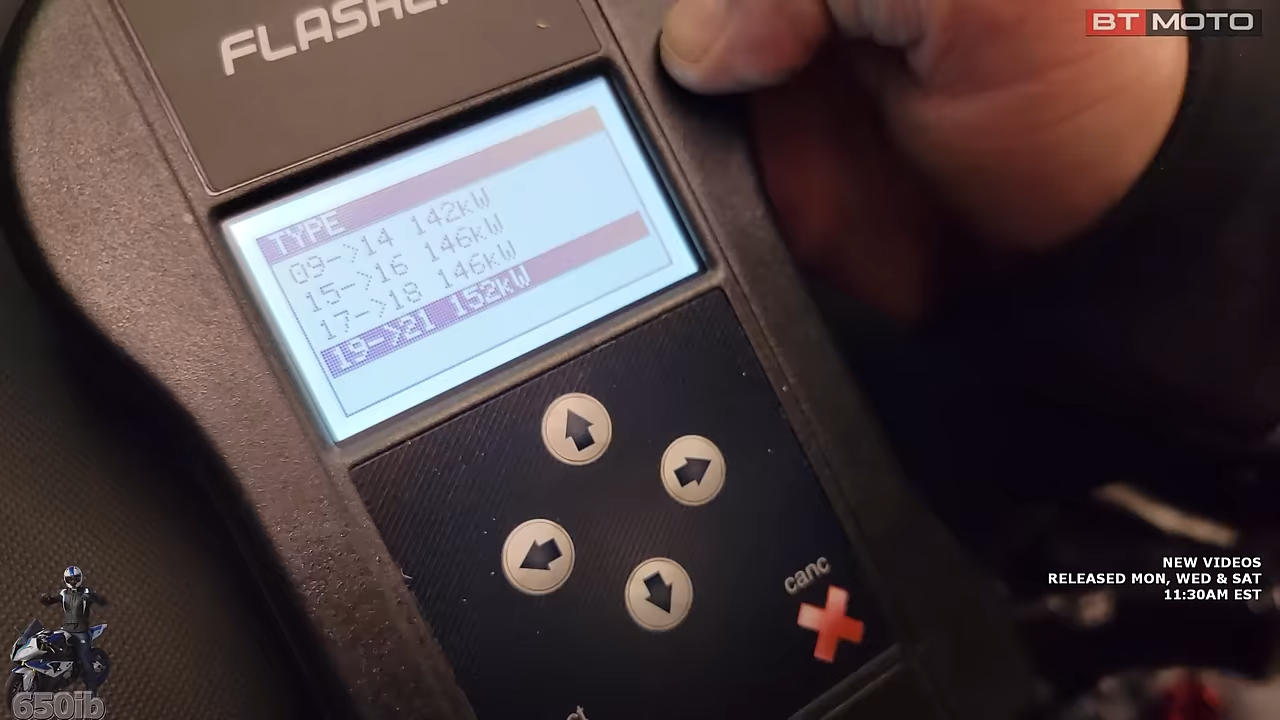 BT MOTO
TYPE
09->14 142kW
15->16 146kW
17->18 146kW
19->21 152kW
canc
NEW VIDEOS
RELEASED MON, WED & SAT
11:30AM EST
650ib